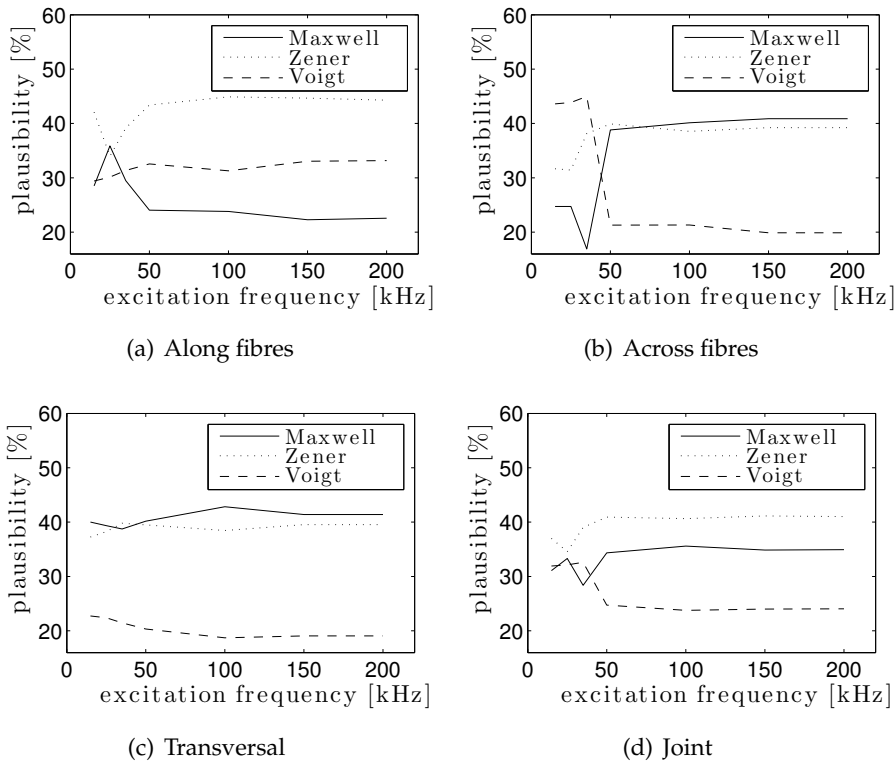 60
50
40
30
20
plausibility [%]
Maxwell
Zener
Voigt
0 50 100 150 200
excitation frequency [kHz]
(a) Along fibres
60
50
40
30
20
plausibility [%]
Maxwell
Zener
Voigt
0 50 100 150 200
excitation frequency [kHz]
(b) Across fibres
60
50
40
30
20
plausibility [%]
Maxwell
Zener
Voigt
0 50 100 150 200
excitation frequency [kHz]
(c) Transversal
60
50
40
30
20
plausibility [%]
Maxwell
Zener
Voigt
0 50 100 150 200
excitation frequency [kHz]
(d) Joint